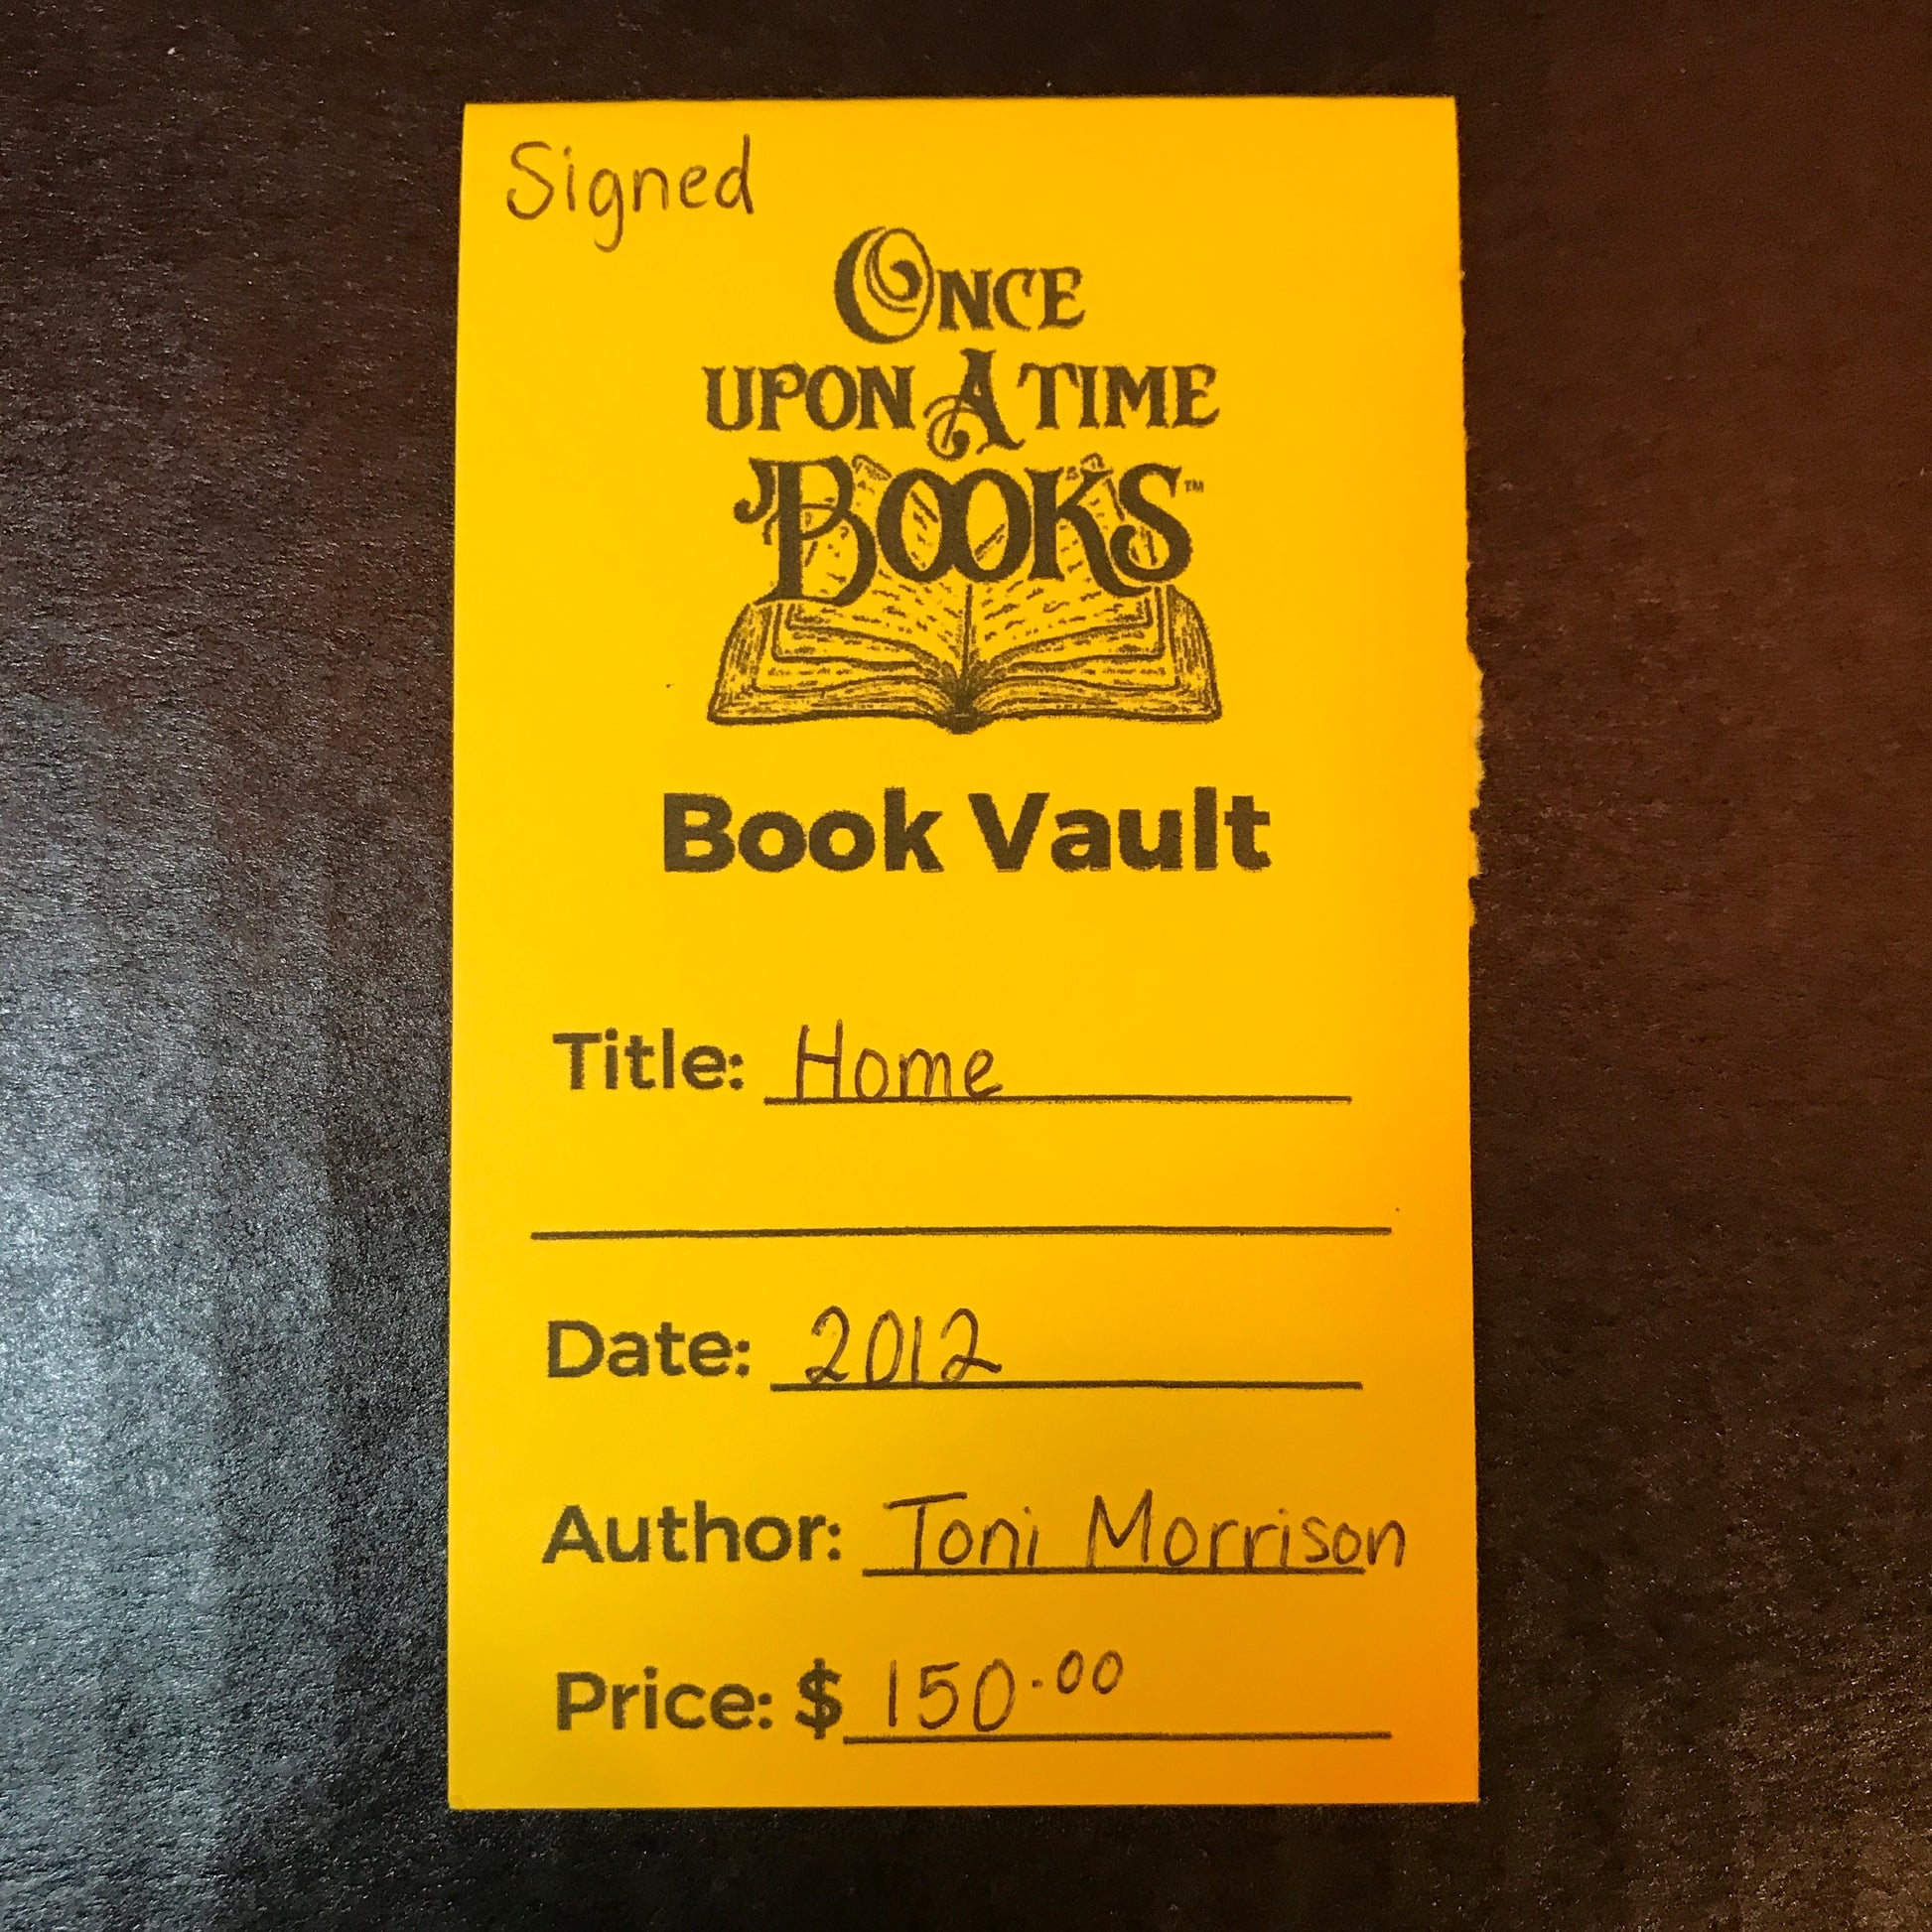 Signed
ONCE
UPON A TIME
BOOKS™
Book Vault
Title: Home
Date: 2012
Author: Toni Morrison
Price: $ 150.00